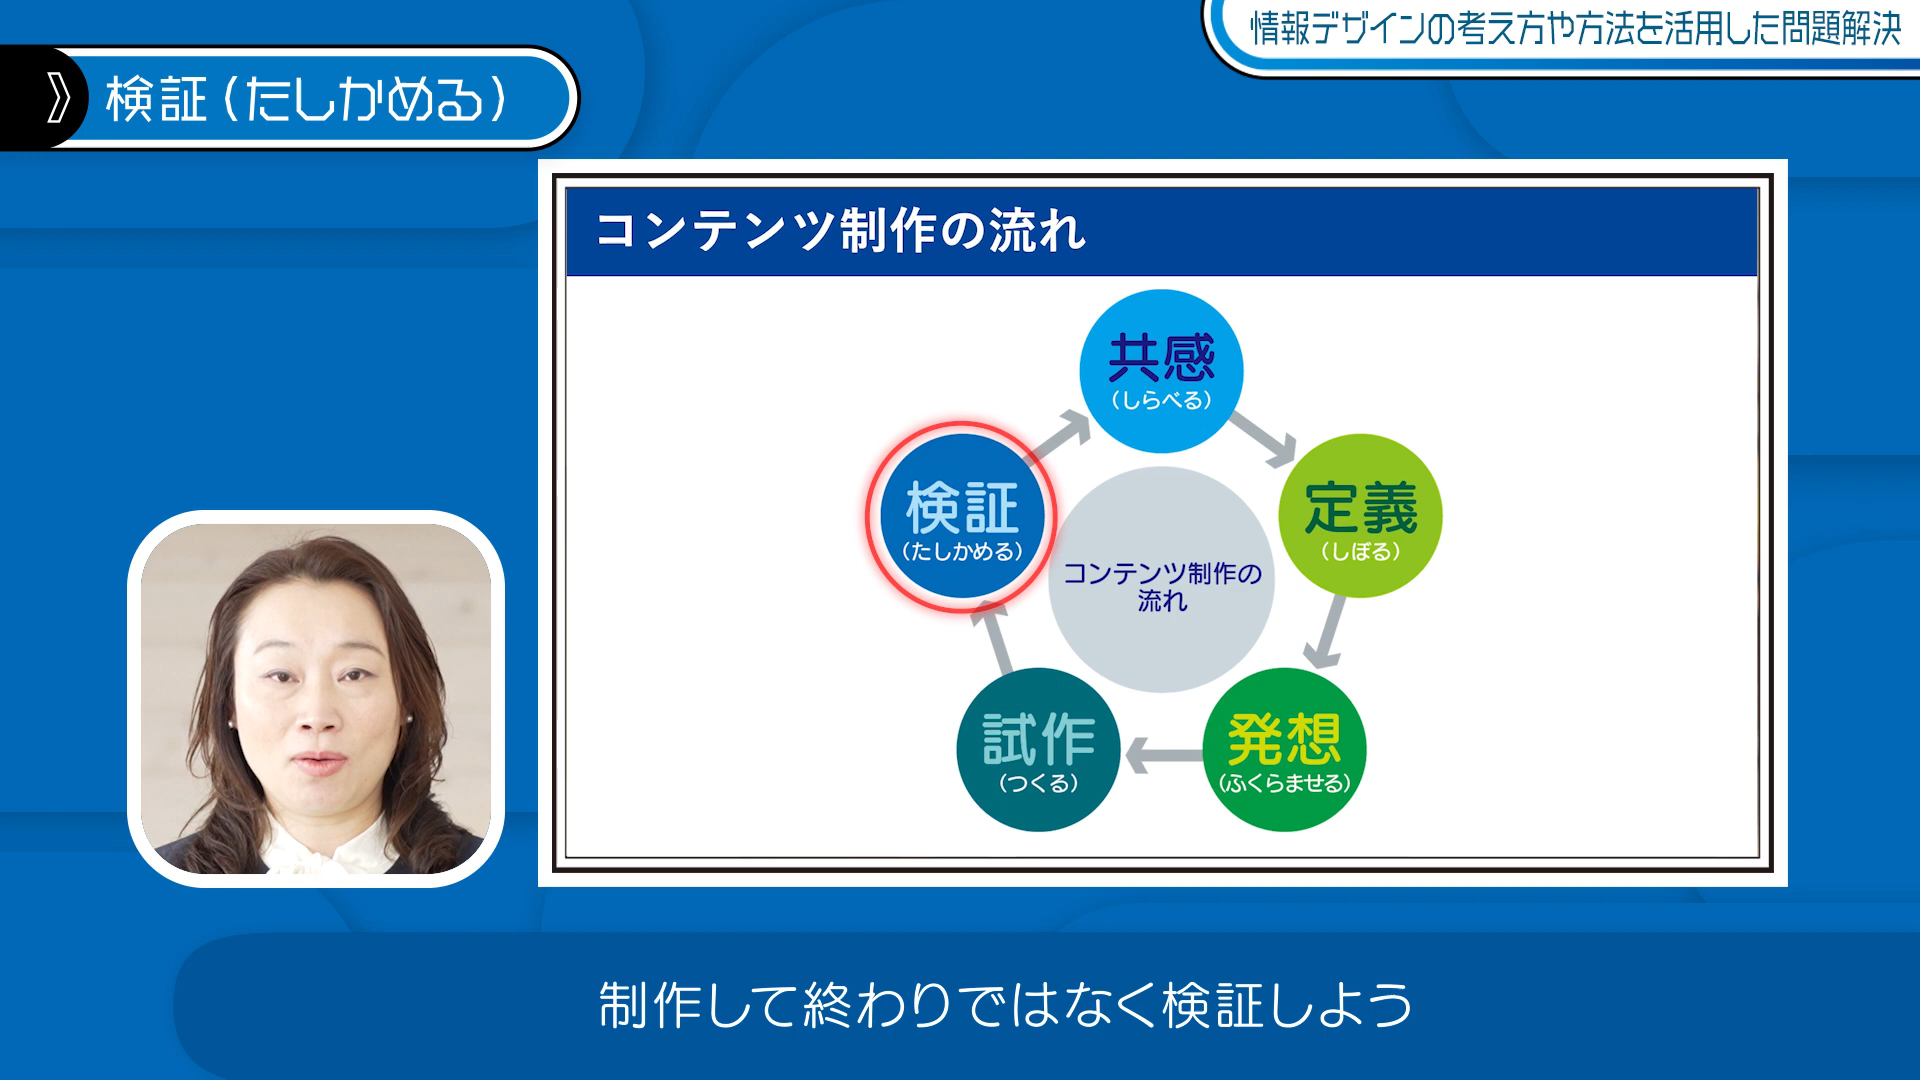 情報デザインの考え方や方法を活用した問題解決
》検証（たしかめる）
コンテンツ制作の流れ
共感
（しらべる）
検証
（たしかめる）
定義
（しぼる）
コンテンツ制作の
流れ
試作
（つくる）
発想
（ふくらませる）
制作して終わりではなく検証しよう